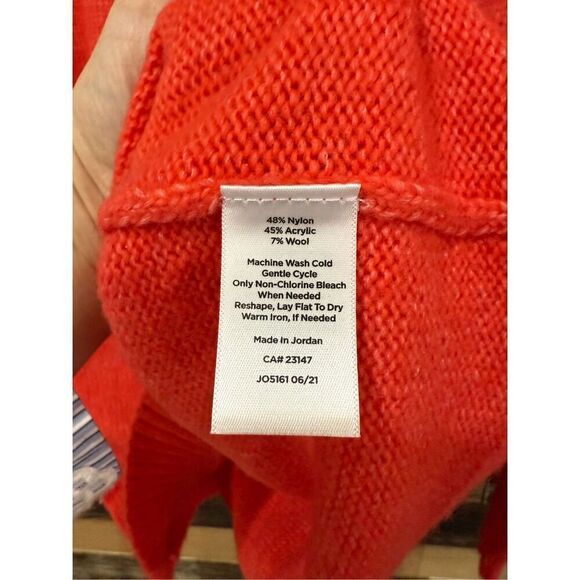 48% Nylon
45% Acrylic
7% Wool
Machine Wash Cold
Gentle Cycle
Only Non-Chlorine Bleach
When Needed
Reshape, Lay Flat To Dry
Warm Iron, If Needed
Made In Jordan
CA# 23147
JO5161 06/21